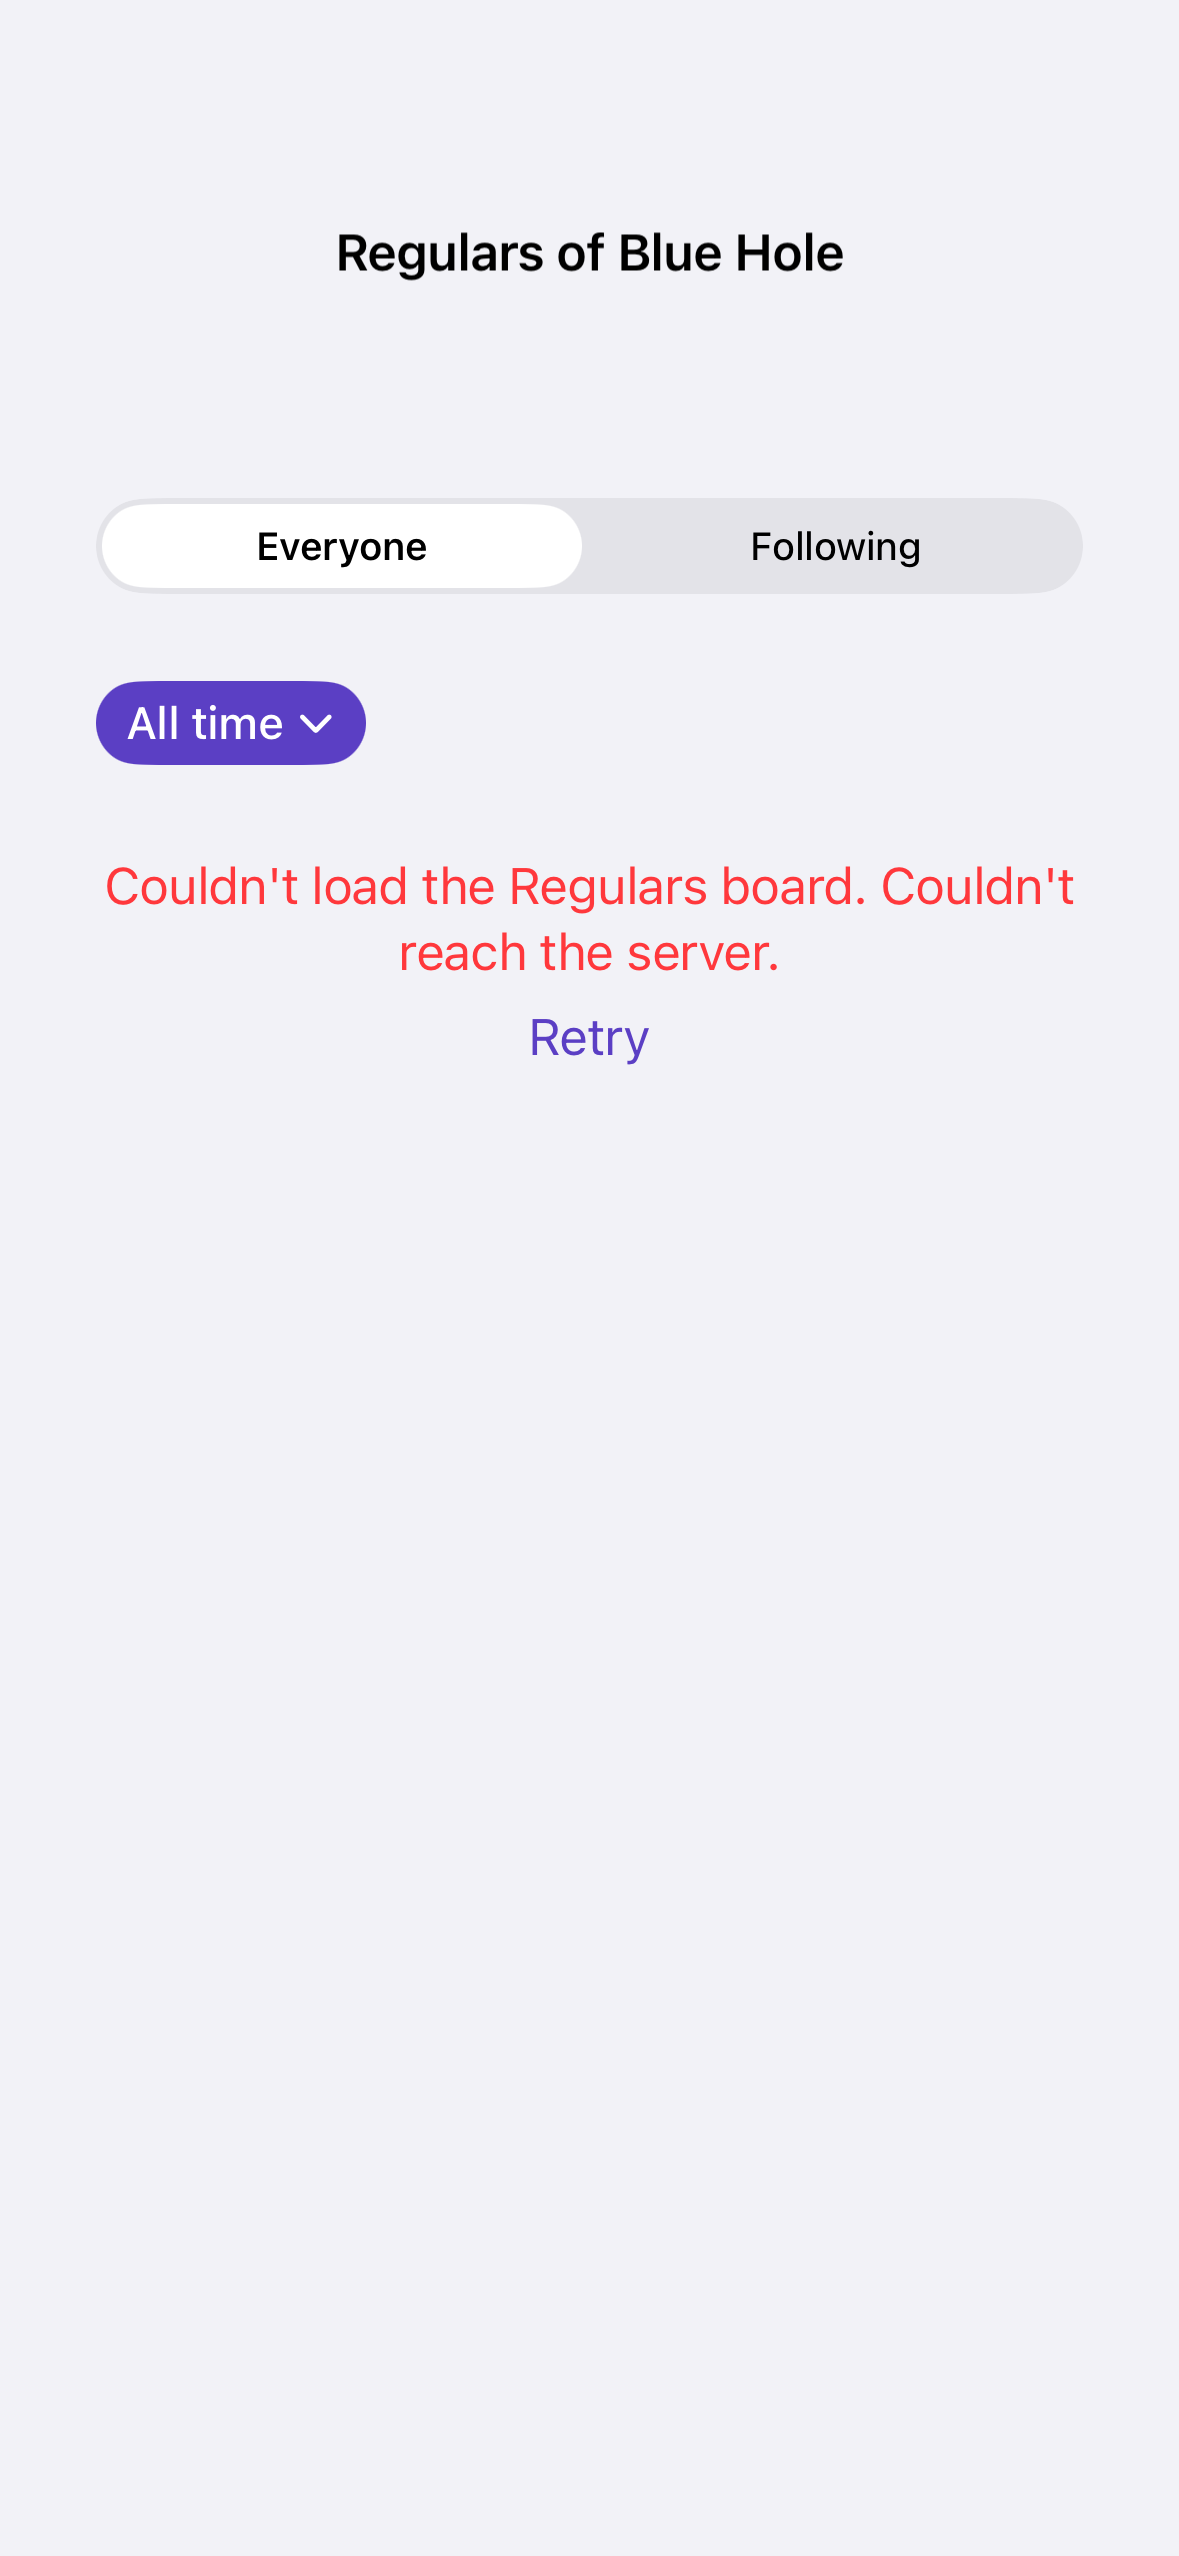 Regulars of Blue Hole
Everyone
Following
All time
Couldn't load the Regulars board. Couldn't
reach the server.
Retry